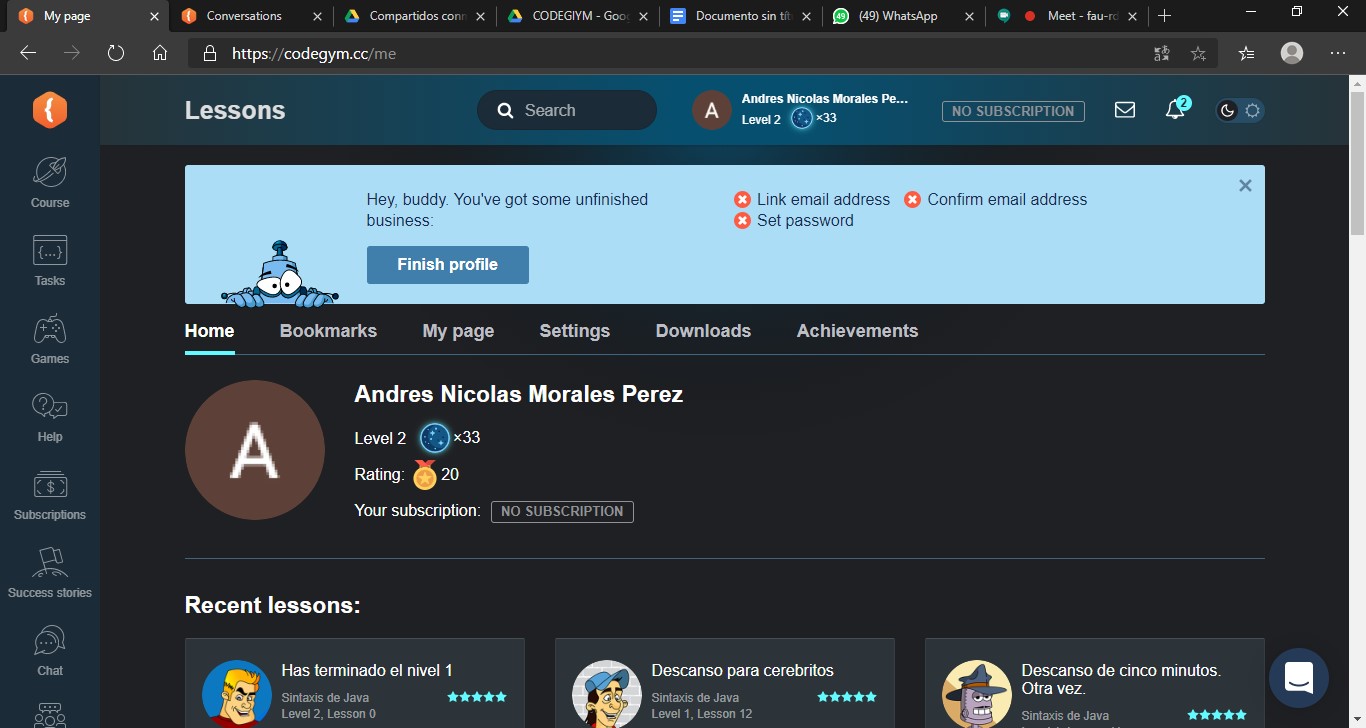 My page
Conversations
Compartidos con
CODEGIYM - Goo
Documento sin tít
(49) WhatsApp
Meet - fau-r
https://codegym.cc/me
Lessons
Search
A
Andres Nicolas Morales Pe...
Level 2 ×33
NO SUBSCRIPTION
2
Course
Tasks
Games
Help
Subscriptions
Success stories
Chat
Hey, buddy. You've got some unfinished
business:
Link email address
Confirm email address
Set password
Finish profile
Home
Bookmarks
My page
Settings
Downloads
Achievements
A
Andres Nicolas Morales Perez
Level 2 ×33
Rating: 20
Your subscription: NO SUBSCRIPTION
Recent lessons:
Has terminado el nivel 1
Sintaxis de Java
Level 2, Lesson 0
Descanso para cerebritos
Sintaxis de Java
Level 1, Lesson 12
Descanso de cinco minutos.
Otra vez.
Sintaxis de Java